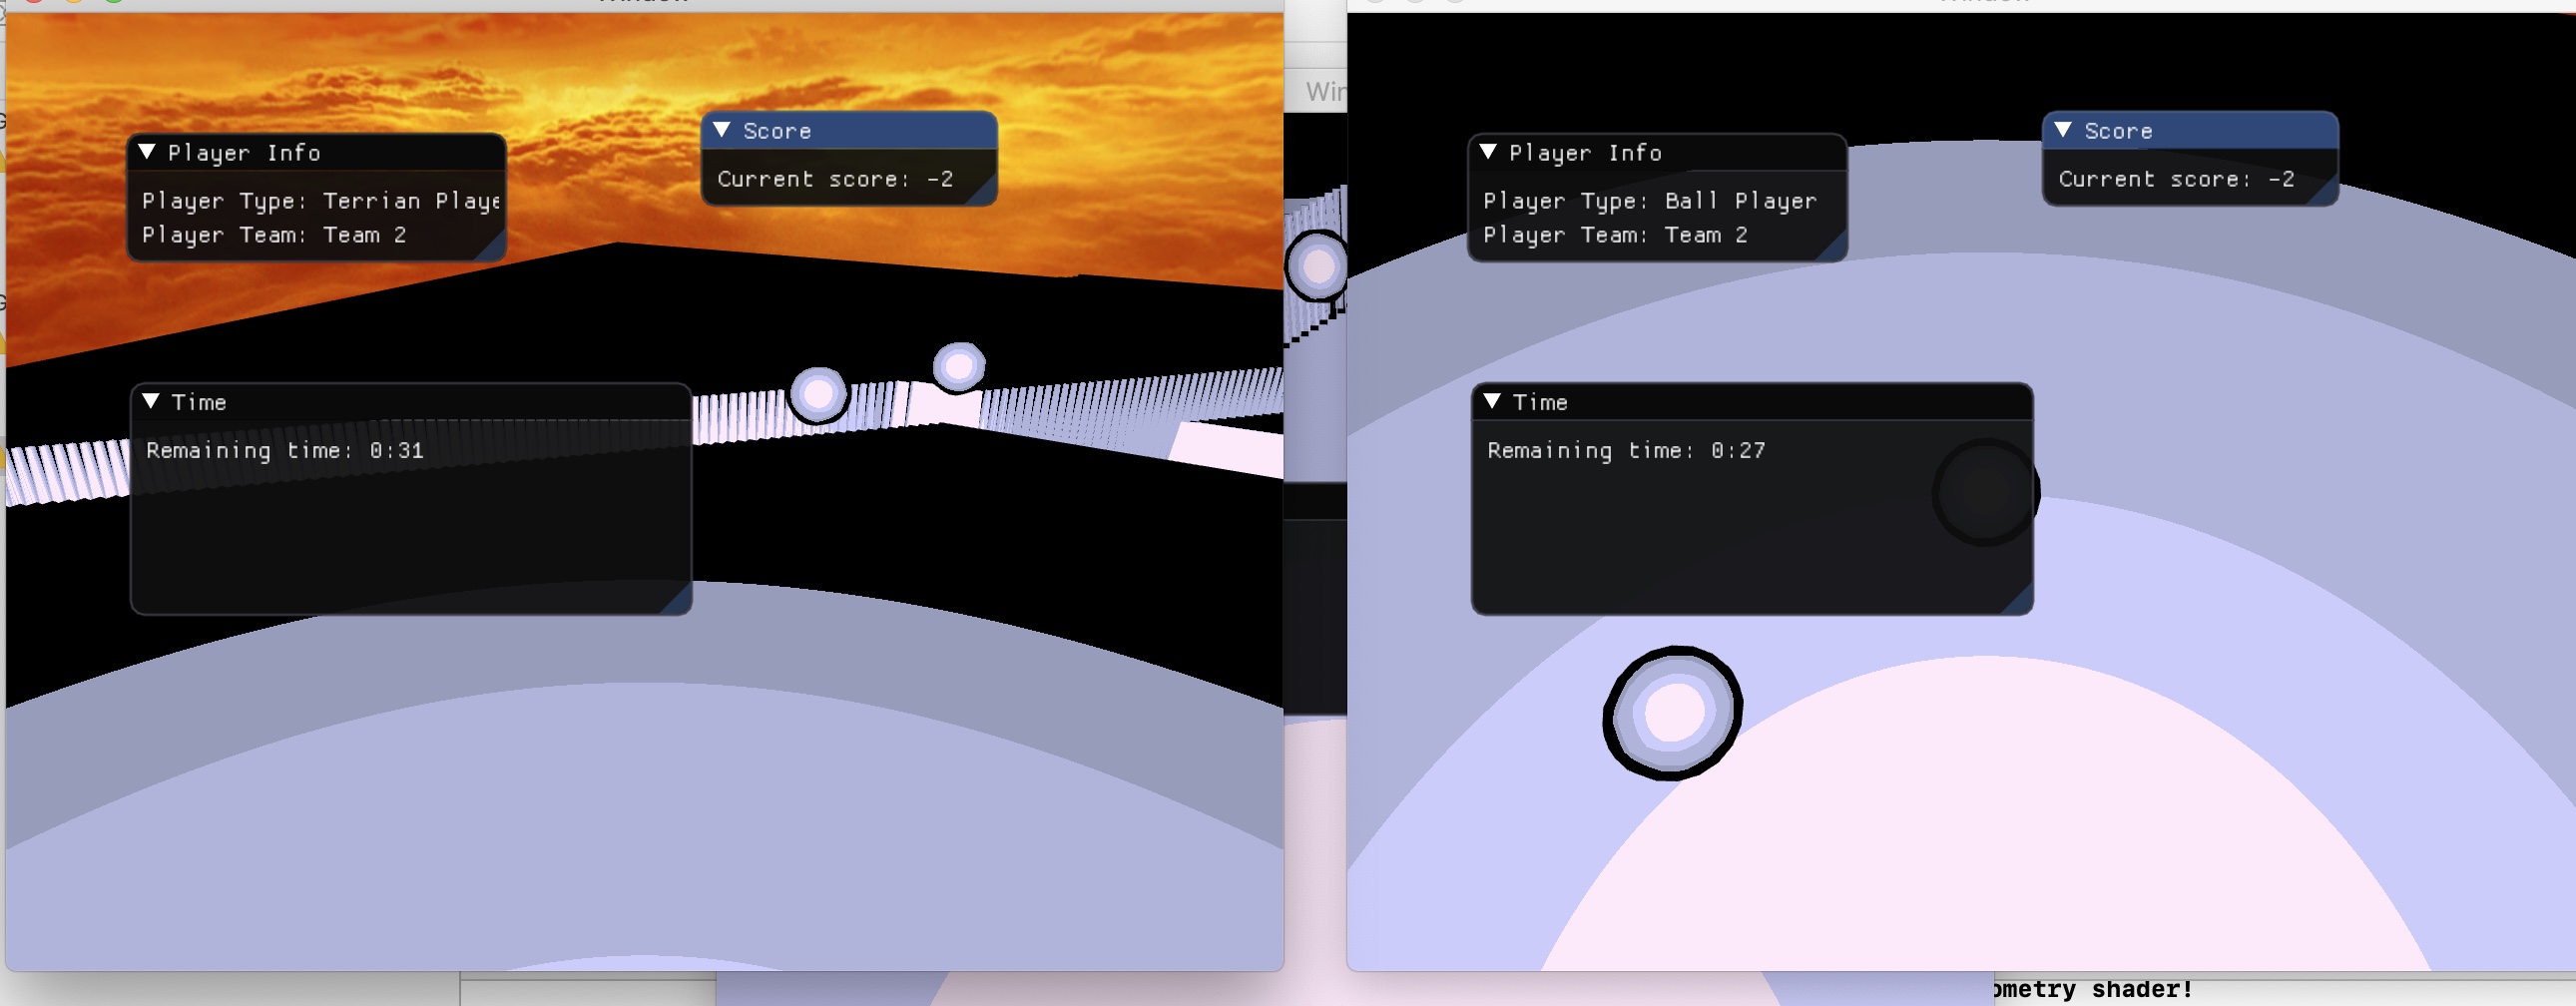 Window
Window
Player Info
Player Type: Terrian Playe
Player Team: Team 2
Score
Current score: -2
Time
Remaining time: 0:31
Player Info
Player Type: Ball Player
Player Team: Team 2
Score
Current score: -2
Time
Remaining time: 0:27
ometry shader!